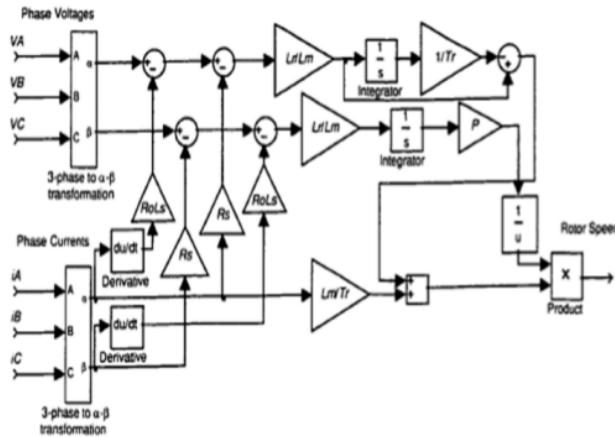 Phase Voltages
VA
A
α
VB
B
VC
C
β
3-phase to α-β
transformation
Lr/Lm
1
s
Integrator
1/Tr
Lr/Lm
1
s
Integrator
P
RoLs
Rs
Rs
RoLs
1
u
Rotor Speed
X
Product
Phase Currents
du/dt
Derivative
iA
A
α
iB
B
iC
C
β
du/dt
Derivative
Lm/Tr
3-phase to α-β
transformation
+
−
+
−
+
−
+
−
−
+
+
+